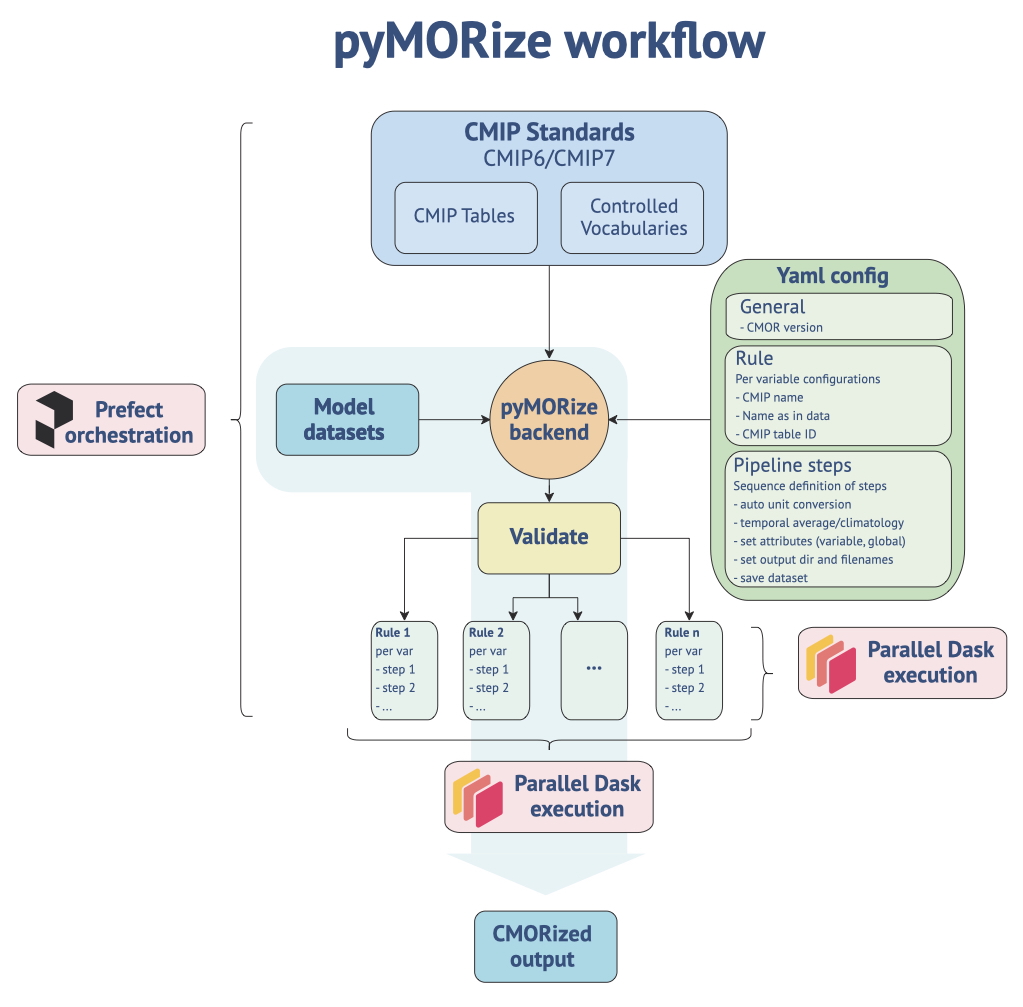 pyMORize workflow
CMIP Standards
CMIP6/CMIP7
CMIP Tables
Controlled
Vocabularies
Yaml config
General
- CMOR version
Rule
Per variable configurations
- CMIP name
- Name as in data
- CMIP table ID
Pipeline steps
Sequence definition of steps
- auto unit conversion
- temporal average/climatology
- set attributes (variable, global)
- set output dir and filenames
- save dataset
Prefect
orchestration
Model
datasets
pyMORize
backend
Validate
Rule 1
per var
- step 1
- step 2
- ...
Rule 2
per var
- step 1
- step 2
- ...
...
Rule n
per var
- step 1
- step 2
- ...
Parallel Dask
execution
Parallel Dask
execution
CMORized
output